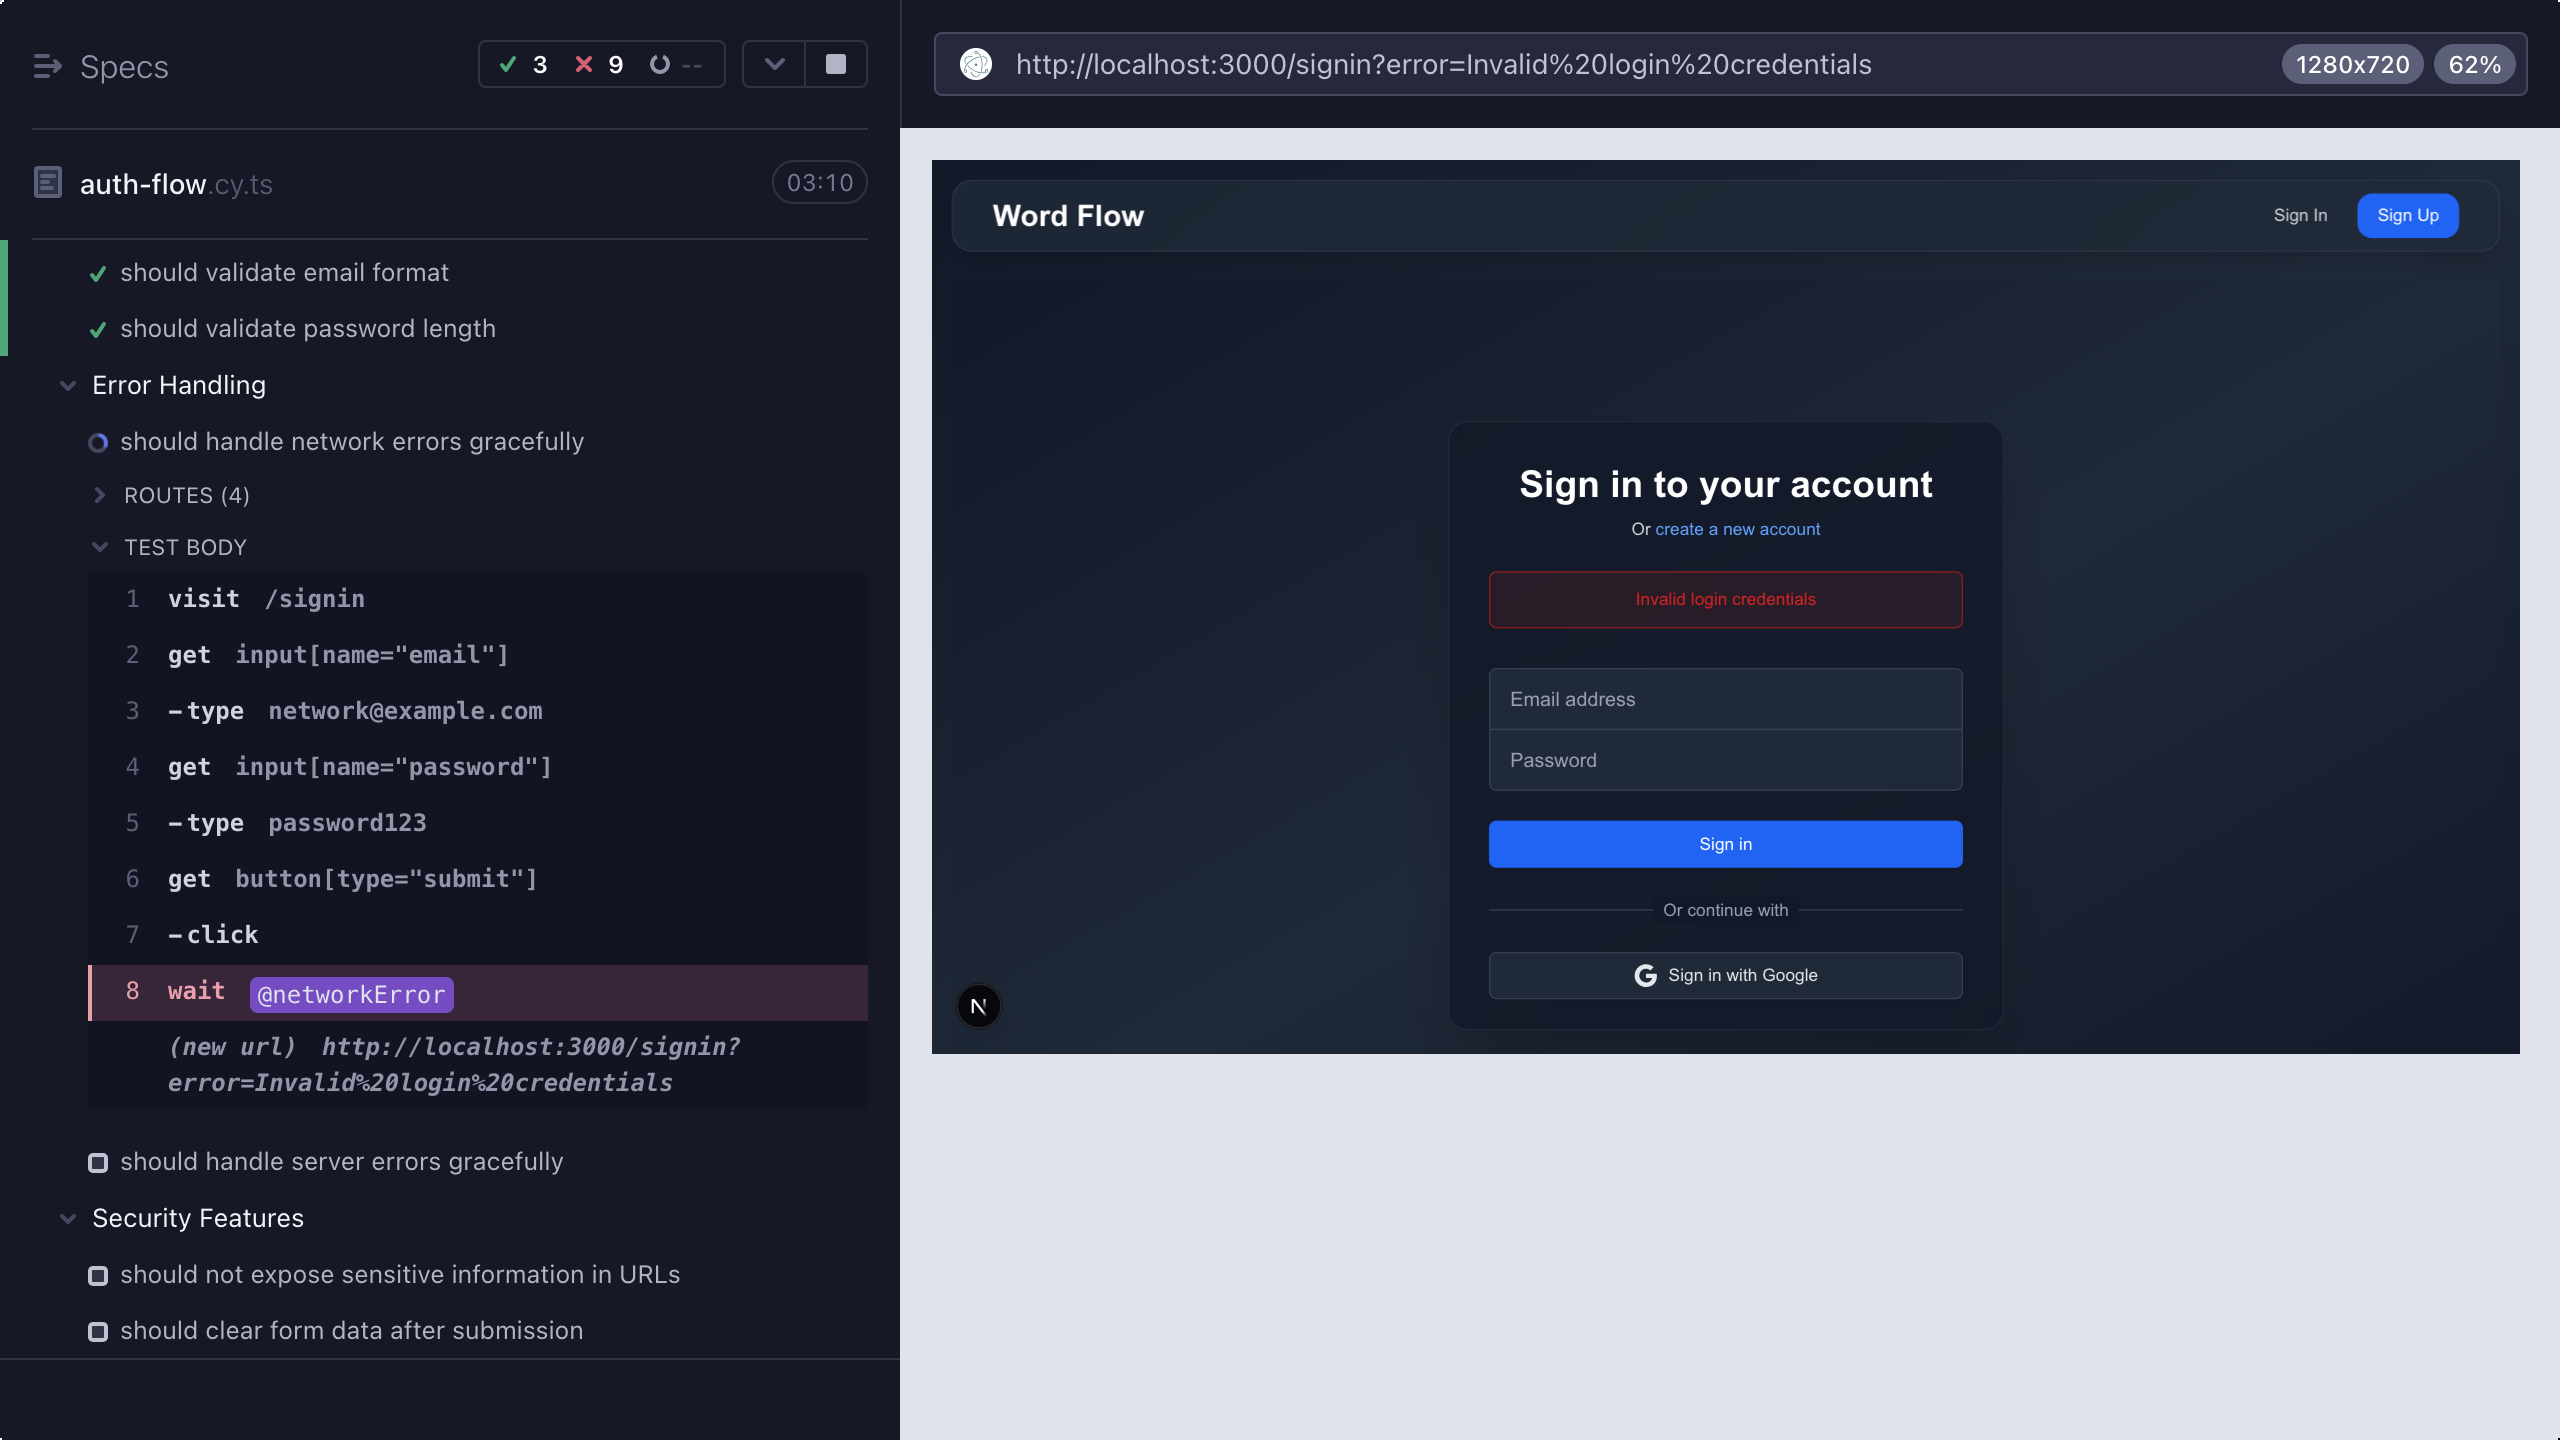 Specs
3 9 --
auth-flow.cy.ts 03:10
should validate email format
should validate password length
Error Handling
should handle network errors gracefully
ROUTES (4)
TEST BODY
1 visit /signin
2 get input[name="email"]
3 -type network@example.com
4 get input[name="password"]
5 -type password123
6 get button[type="submit"]
7 -click
8 wait @networkError
(new url) http://localhost:3000/signin?
error=Invalid%20login%20credentials
should handle server errors gracefully
Security Features
should not expose sensitive information in URLs
should clear form data after submission
http://localhost:3000/signin?error=Invalid%20login%20credentials 1280x720 62%
Word Flow Sign In Sign Up
Sign in to your account
Or create a new account
Invalid login credentials
Email address
Password
Sign in
Or continue with
G Sign in with Google
N